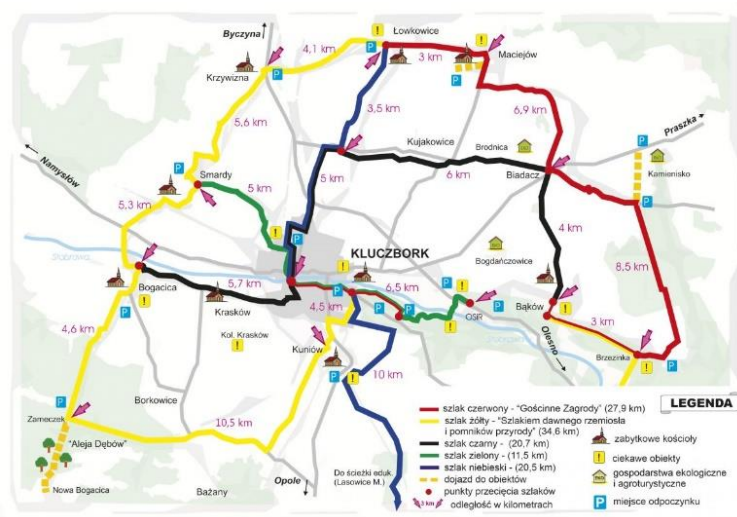 Byczyna
4,1 km
Łowkowice
3 km
Maciejów
Krzywizna
3,5 km
6,9 km
5,6 km
Kujakowice
Brodnica
Praszka
Namysłów
Smardy
5 km
5 km
6 km
Biadacz
Kamienisko
5,3 km
4 km
KLUCZBORK
Bogdańczowice
8,5 km
Bogacica
5,7 km
6,5 km
Krasków
4,5 km
OSR
Bąków
Kol. Krasków
Kuniów
3 km
4,6 km
Olesno
Brzezinka
10 km
Borkowice
Zameczek
"Aleja Dębów"
10,5 km
Nowa Bogacica
Bażany
Opole
Do ścieżki eduk.
(Lasowice M.)
LEGENDA
szlak czerwony - "Gościnne Zagrody" (27,9 km)
szlak żółty - "Szlakiem dawnego rzemiosła
i pomników przyrody" (34,6 km)
szlak czarny - (20,7 km)
szlak zielony - (11,5 km)
szlak niebieski - (20,5 km)
dojazd do obiektów
punkty przecięcia szlaków
3 km
odległość w kilometrach
zabytkowe kościoły
ciekawe obiekty
gospodarstwa ekologiczne
i agroturystyczne
P
miejsce odpoczynku